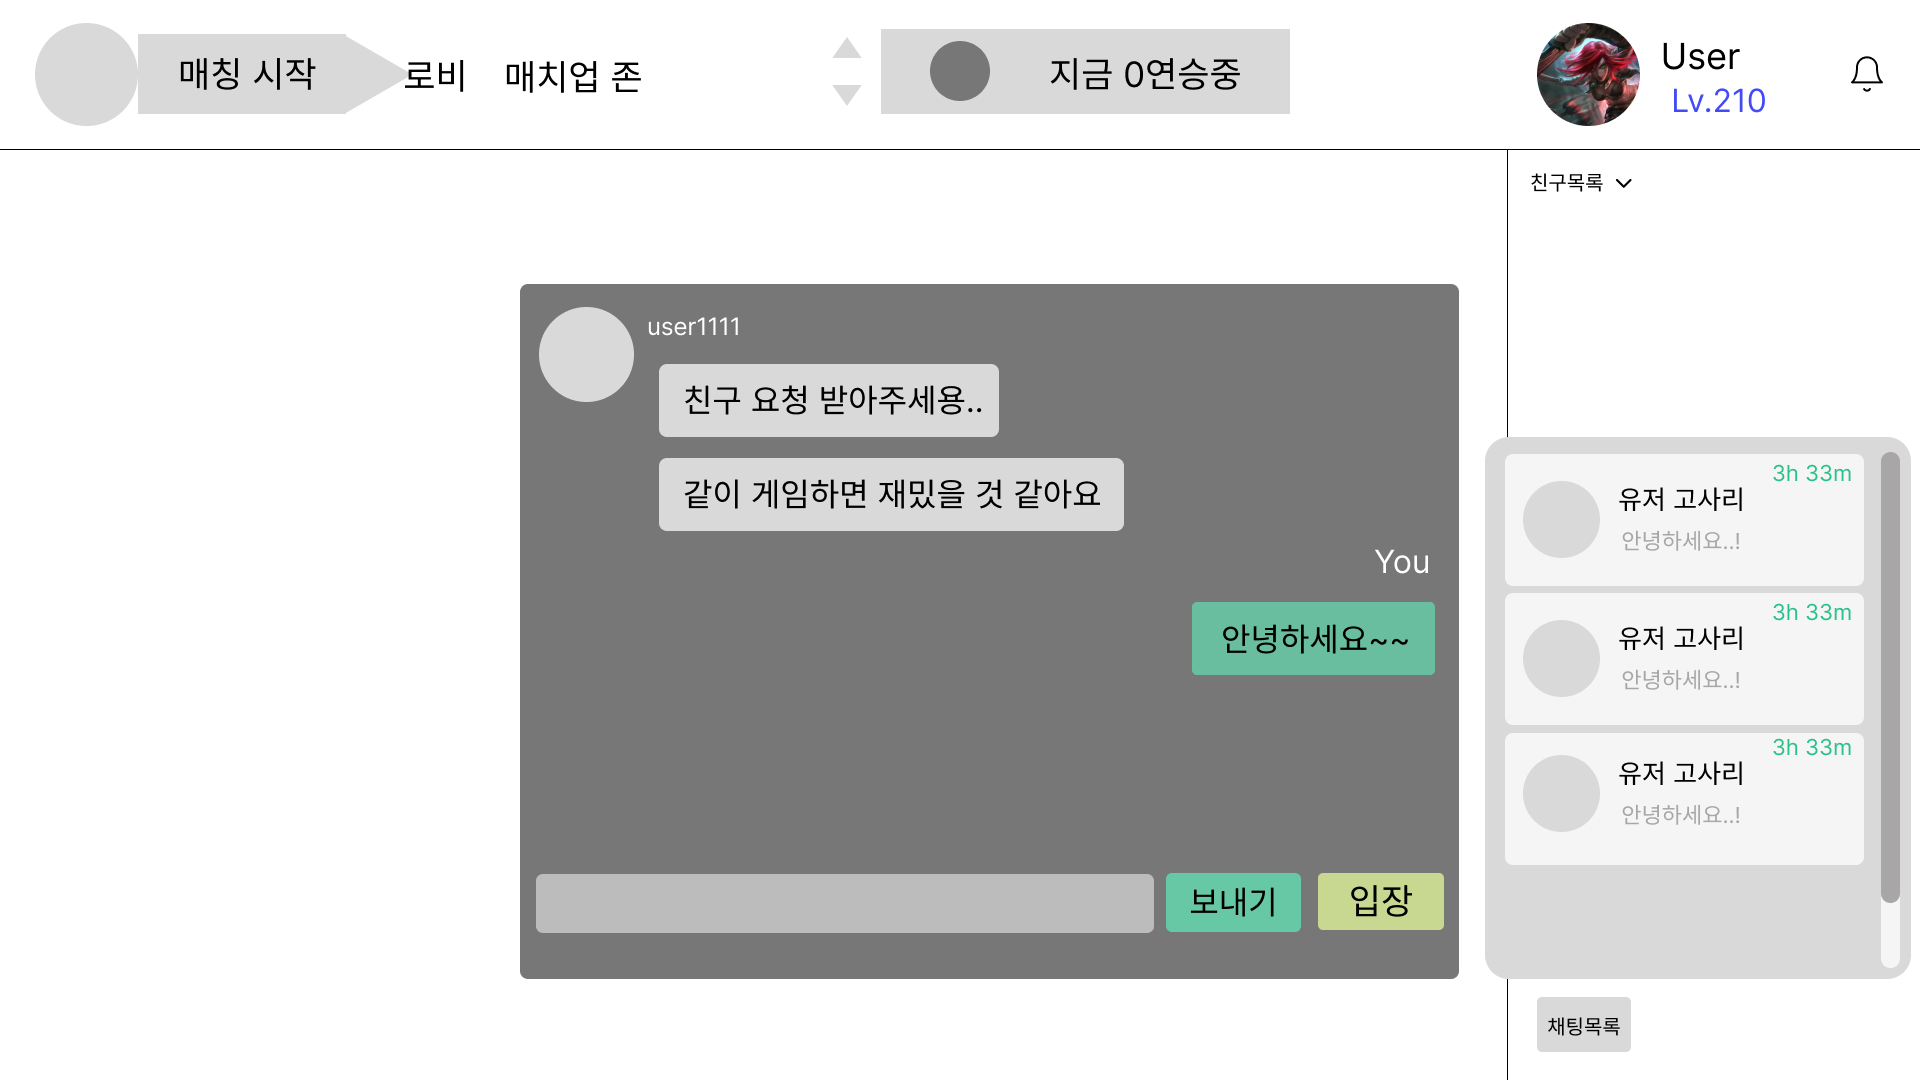 매칭 시작
로비
매치업 존
지금 0연승중
User
Lv.210
친구목록
user1111
친구 요청 받아주세용..
같이 게임하면 재밌을 것 같아요
You
안녕하세요~~
보내기
입장
3h 33m
유저 고사리
안녕하세요..!
3h 33m
유저 고사리
안녕하세요..!
3h 33m
유저 고사리
안녕하세요..!
채팅목록